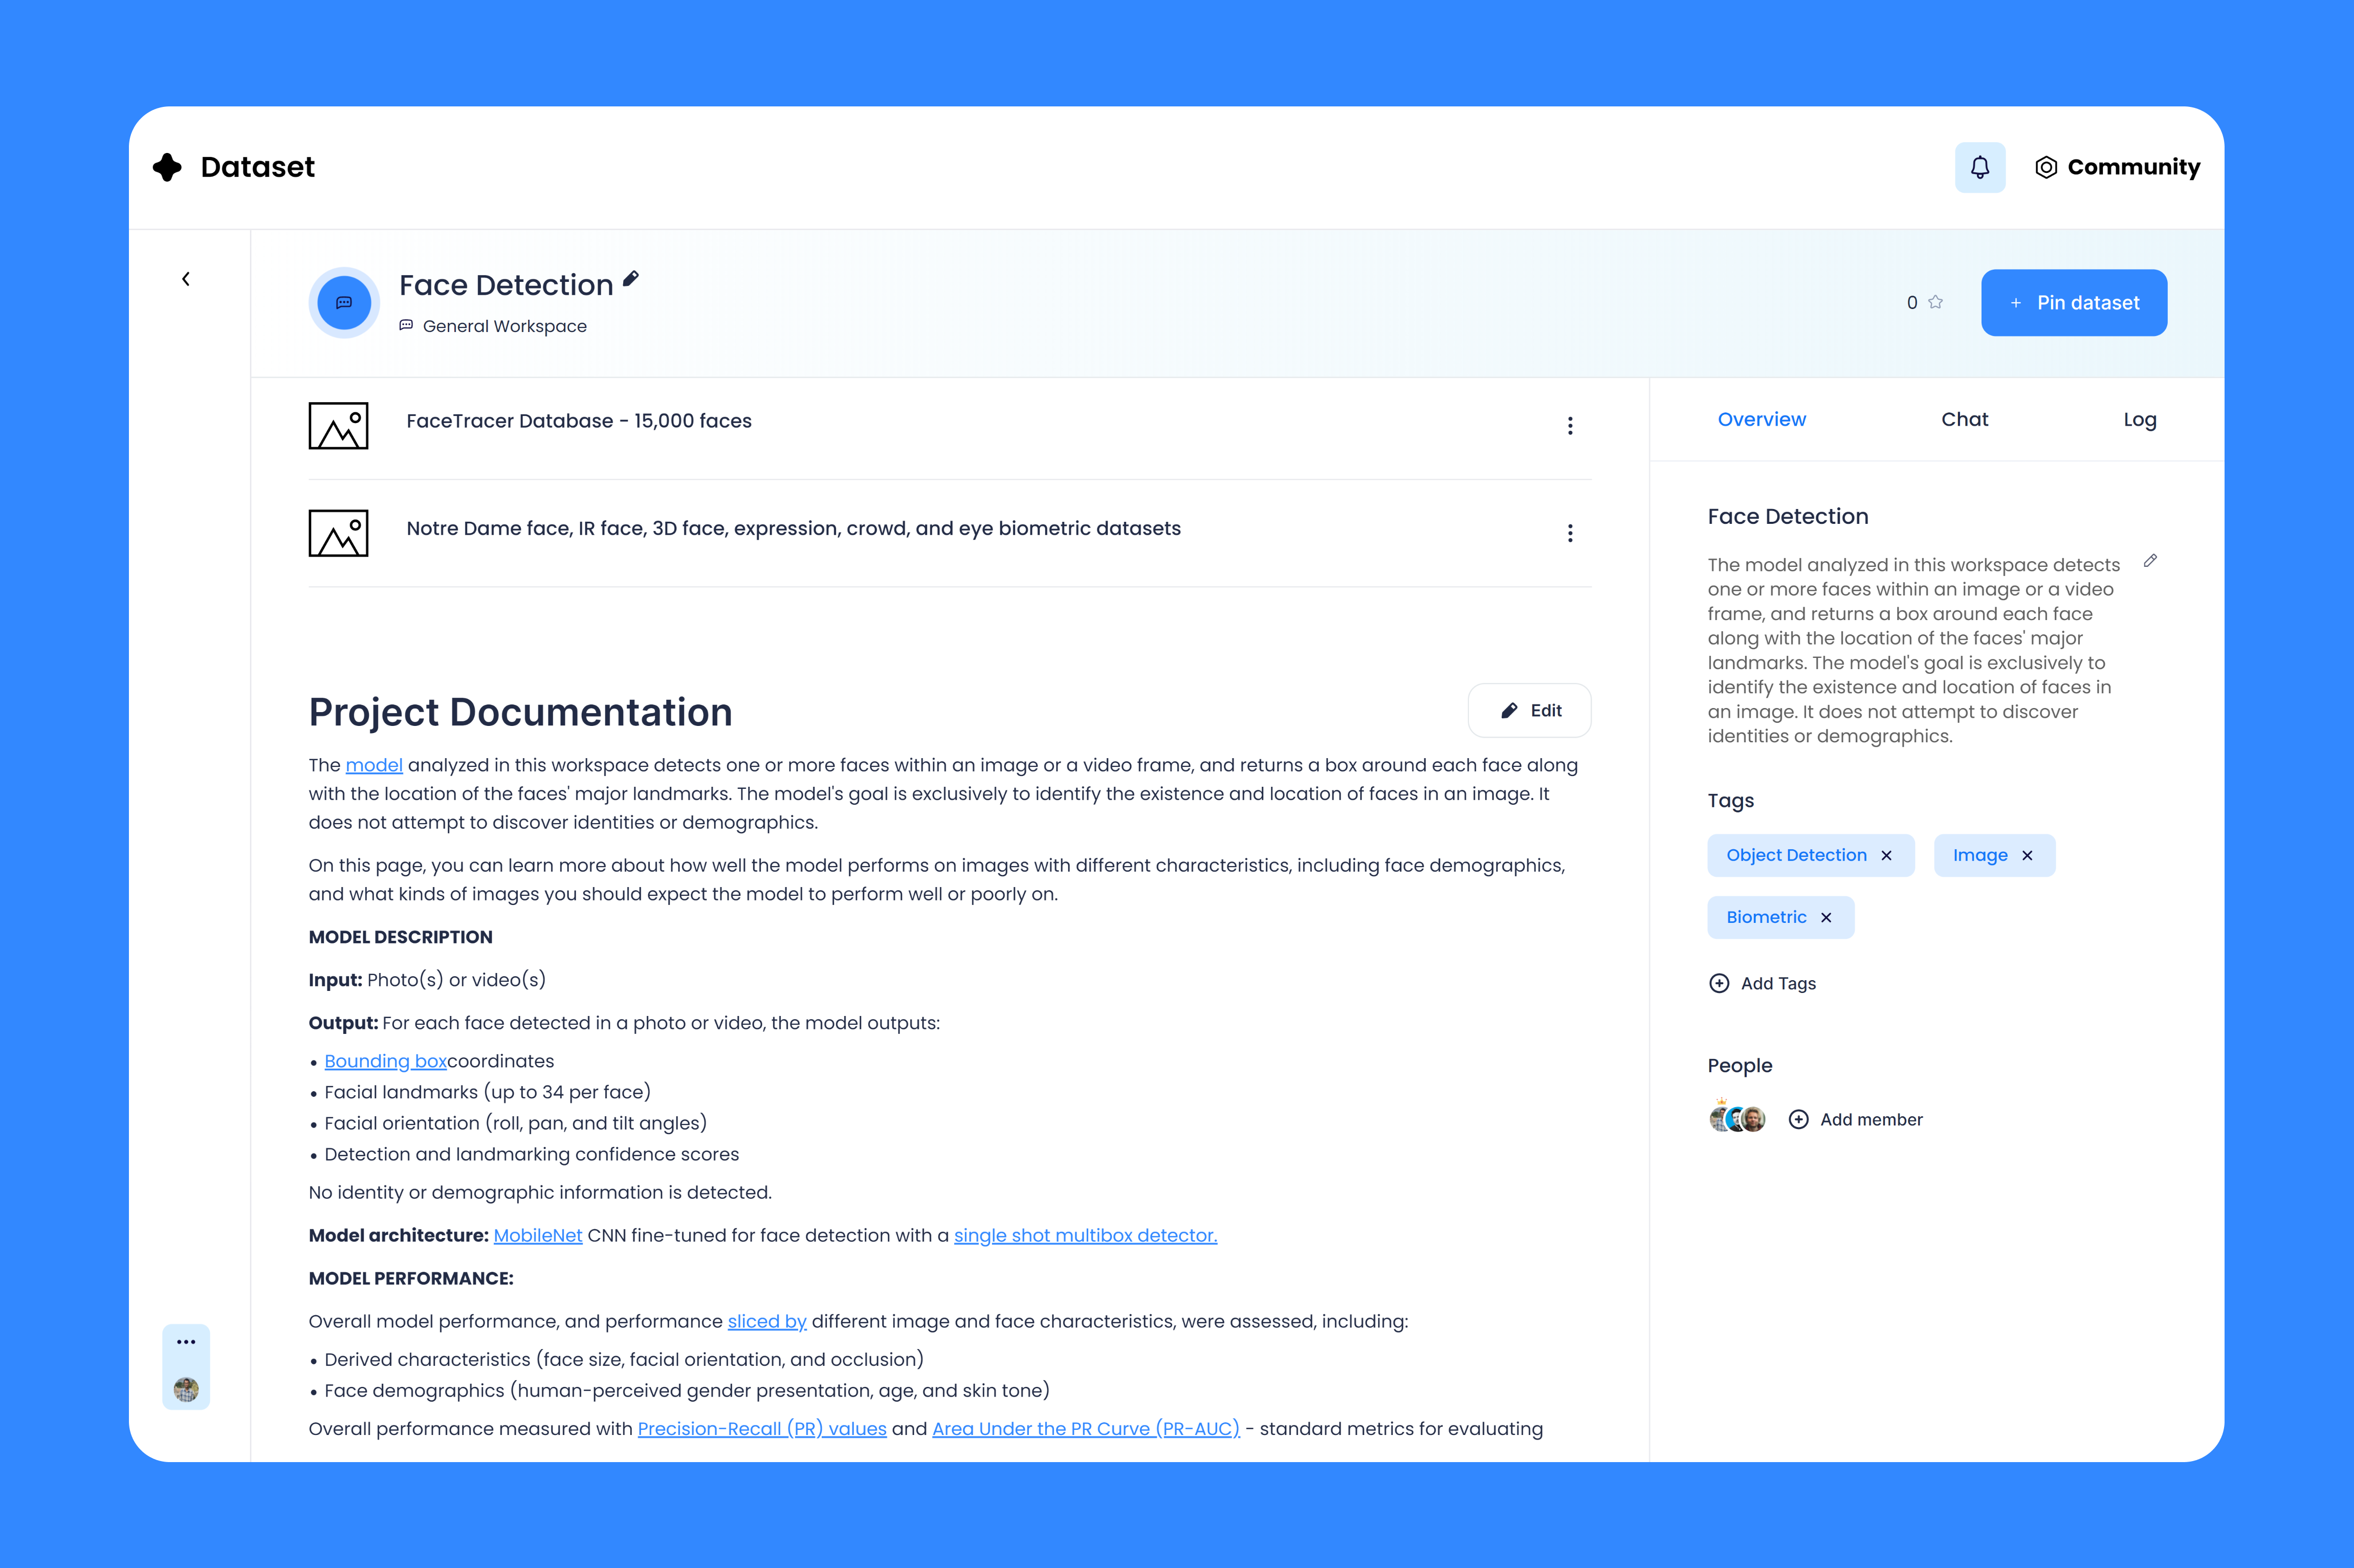 Dataset
Community
Face Detection
General Workspace
0
+ Pin dataset
FaceTracer Database - 15,000 faces
Notre Dame face, IR face, 3D face, expression, crowd, and eye biometric datasets
Project Documentation
Edit
The model analyzed in this workspace detects one or more faces within an image or a video frame, and returns a box around each face along
with the location of the faces' major landmarks. The model's goal is exclusively to identify the existence and location of faces in an image. It
does not attempt to discover identities or demographics.
On this page, you can learn more about how well the model performs on images with different characteristics, including face demographics,
and what kinds of images you should expect the model to perform well or poorly on.
MODEL DESCRIPTION
Input: Photo(s) or video(s)
Output: For each face detected in a photo or video, the model outputs:
• Bounding boxcoordinates
• Facial landmarks (up to 34 per face)
• Facial orientation (roll, pan, and tilt angles)
• Detection and landmarking confidence scores
No identity or demographic information is detected.
Model architecture: MobileNet CNN fine-tuned for face detection with a single shot multibox detector.
MODEL PERFORMANCE:
Overall model performance, and performance sliced by different image and face characteristics, were assessed, including:
• Derived characteristics (face size, facial orientation, and occlusion)
• Face demographics (human-perceived gender presentation, age, and skin tone)
Overall performance measured with Precision-Recall (PR) values and Area Under the PR Curve (PR-AUC) - standard metrics for evaluating
Overview
Chat
Log
Face Detection
The model analyzed in this workspace detects
one or more faces within an image or a video
frame, and returns a box around each face
along with the location of the faces' major
landmarks. The model's goal is exclusively to
identify the existence and location of faces in
an image. It does not attempt to discover
identities or demographics.
Tags
Object Detection
Image
Biometric
Add Tags
People
Add member